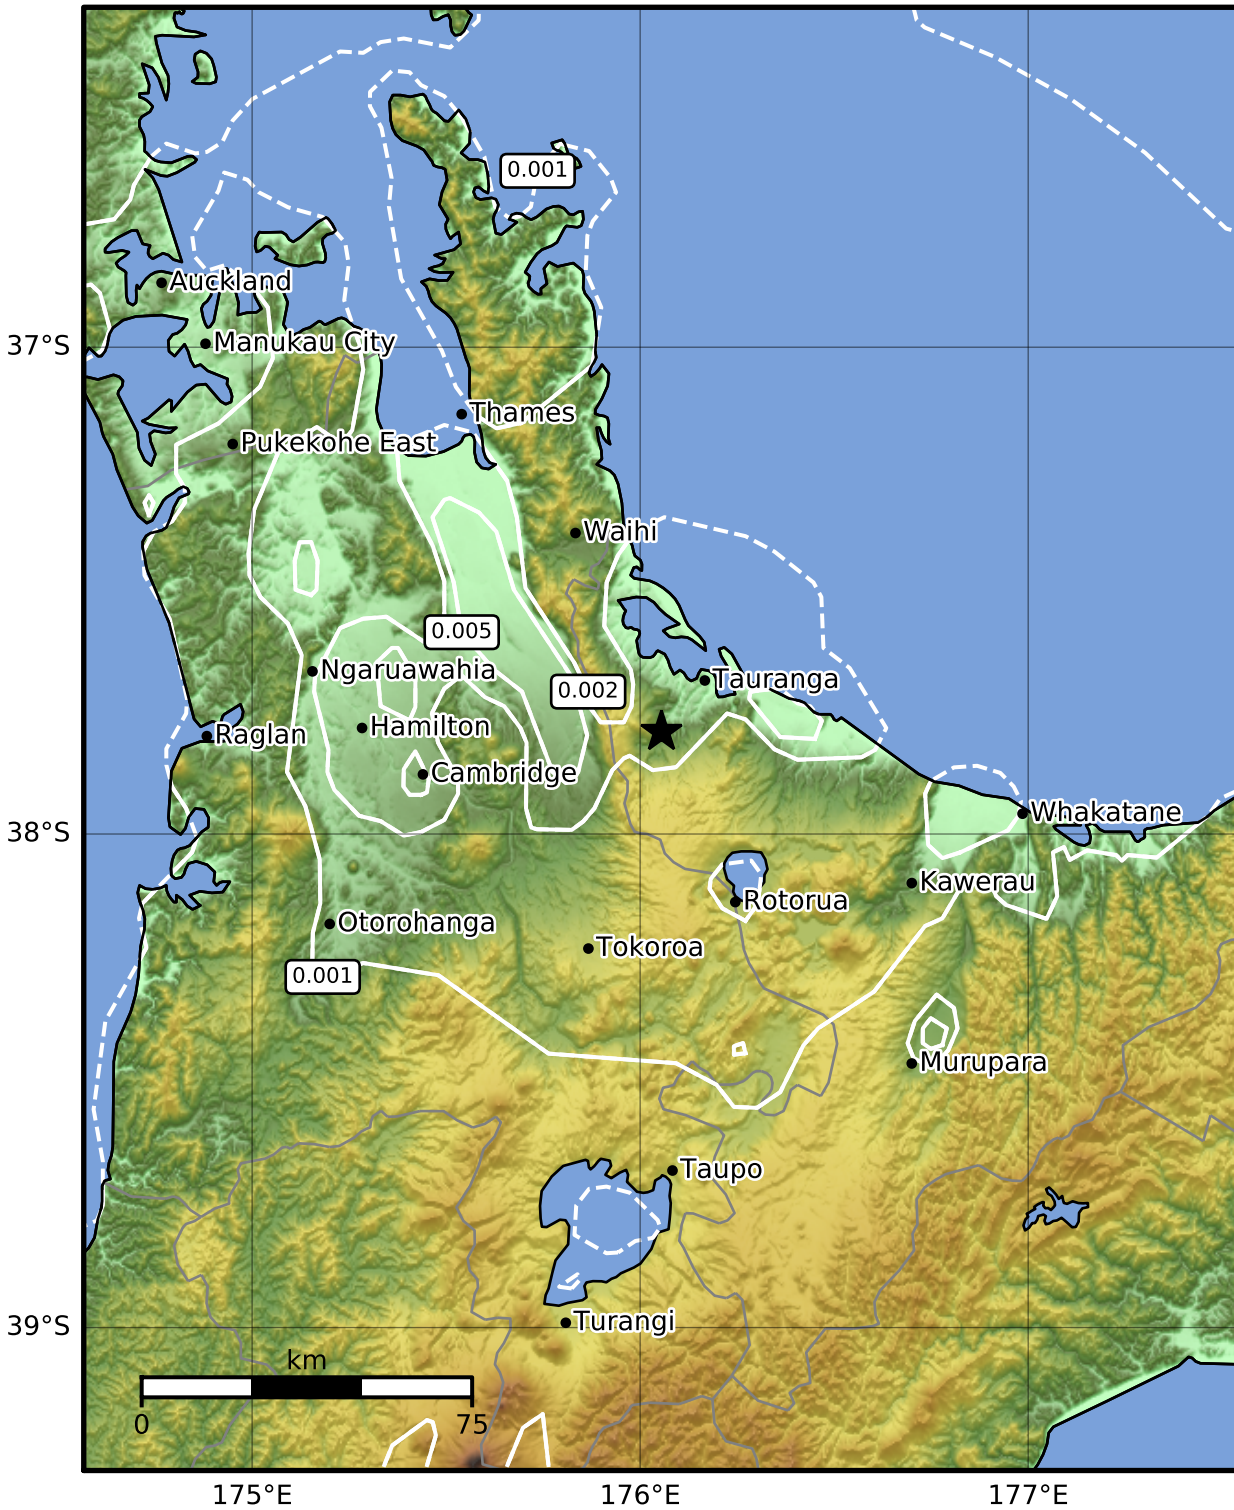 0.001
Auckland
Manukau City
37°S
Thames
Pukekohe East
Waihi
0.005
Ngaruawahia
Tauranga
0.002
Hamilton
Raglan
Cambridge
Whakatane
38°S
Kawerau
Rotorua
Otorohanga
Tokoroa
0.001
Murupara
Taupo
Turangi
39°S
km
0 75
175°E 176°E 177°E